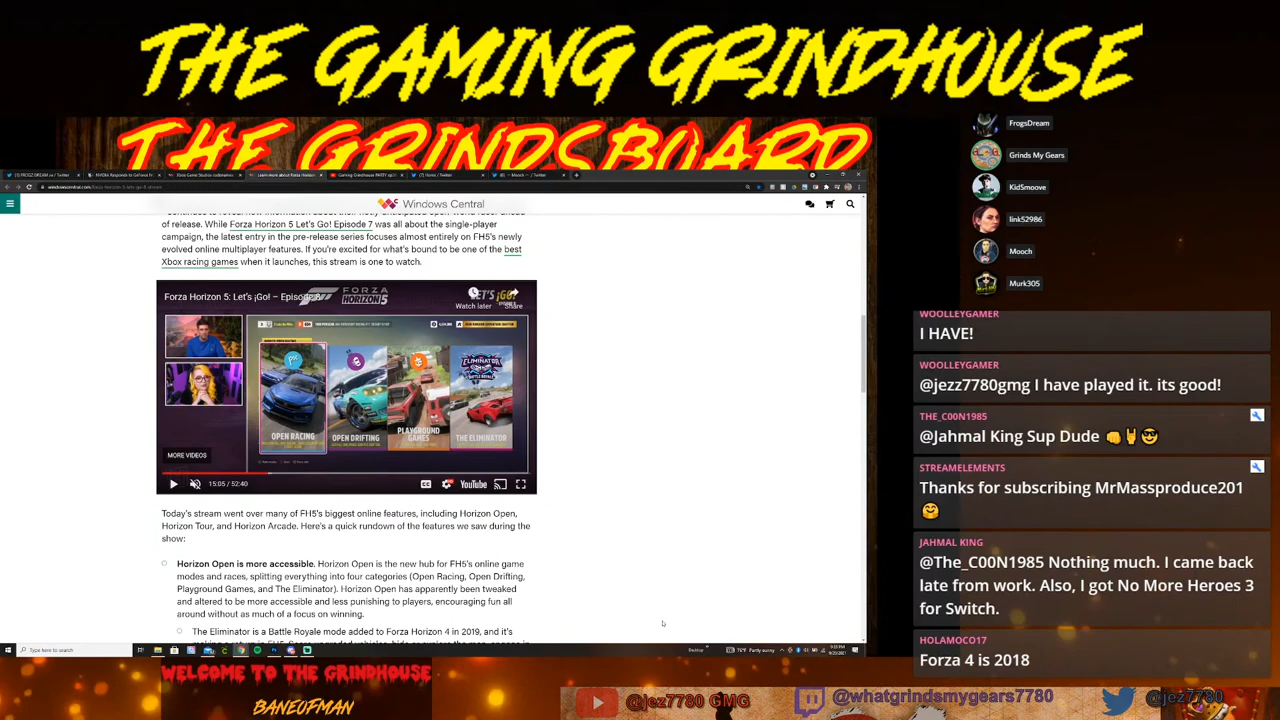 THE GAMING GRINDHOUSE
THE GRINDSBOARD
FrogsDream
Grinds My Gears
KidSmoove
link52986
Mooch
Murk305
Windows Central
of release. While Forza Horizon 5 Let's Go! Episode 7 was all about the single-player
campaign, the latest entry in the pre-release series focuses almost entirely on FH5's newly
evolved online multiplayer features. If you're excited for what's bound to be one of the best
Xbox racing games when it launches, this stream is one to watch.
Forza Horizon 5: Let's ¡Go! – Episode 8
FORZA HORIZON 5
LET'S ¡GO!
Watch later
Share
OPEN RACING
OPEN DRIFTING
PLAYGROUND GAMES
THE ELIMINATOR
MORE VIDEOS
15:05 / 52:40
CC
YouTube
Today's stream went over many of FH5's biggest online features, including Horizon Open,
Horizon Tour, and Horizon Arcade. Here's a quick rundown of the features we saw during the
show:
Horizon Open is more accessible. Horizon Open is the new hub for FH5's online game
modes and races, splitting everything into four categories (Open Racing, Open Drifting,
Playground Games, and The Eliminator). Horizon Open has apparently been tweaked
and altered to be more accessible and less punishing to players, encouraging fun all
around without as much of a focus on winning.
The Eliminator is a Battle Royale mode added to Forza Horizon 4 in 2019, and it's
WOOLLEYGAMER
I HAVE!
WOOLLEYGAMER
@jezz7780gmg I have played it. its good!
THE_C00N1985
@Jahmal King Sup Dude 👊🤘😎
STREAMELEMENTS
Thanks for subscribing MrMassproduce201
🤗
JAHMAL KING
@The_C00N1985 Nothing much. I came back
late from work. Also, I got No More Heroes 3
for Switch.
HOLAMOCO17
Forza 4 is 2018
Type here to search
Desktop
Partly sunny
WELCOME TO THE GRINDHOUSE
BANEOFMAN
@jez7780 GMG
@whatgrindsmygears7780
@jez7780